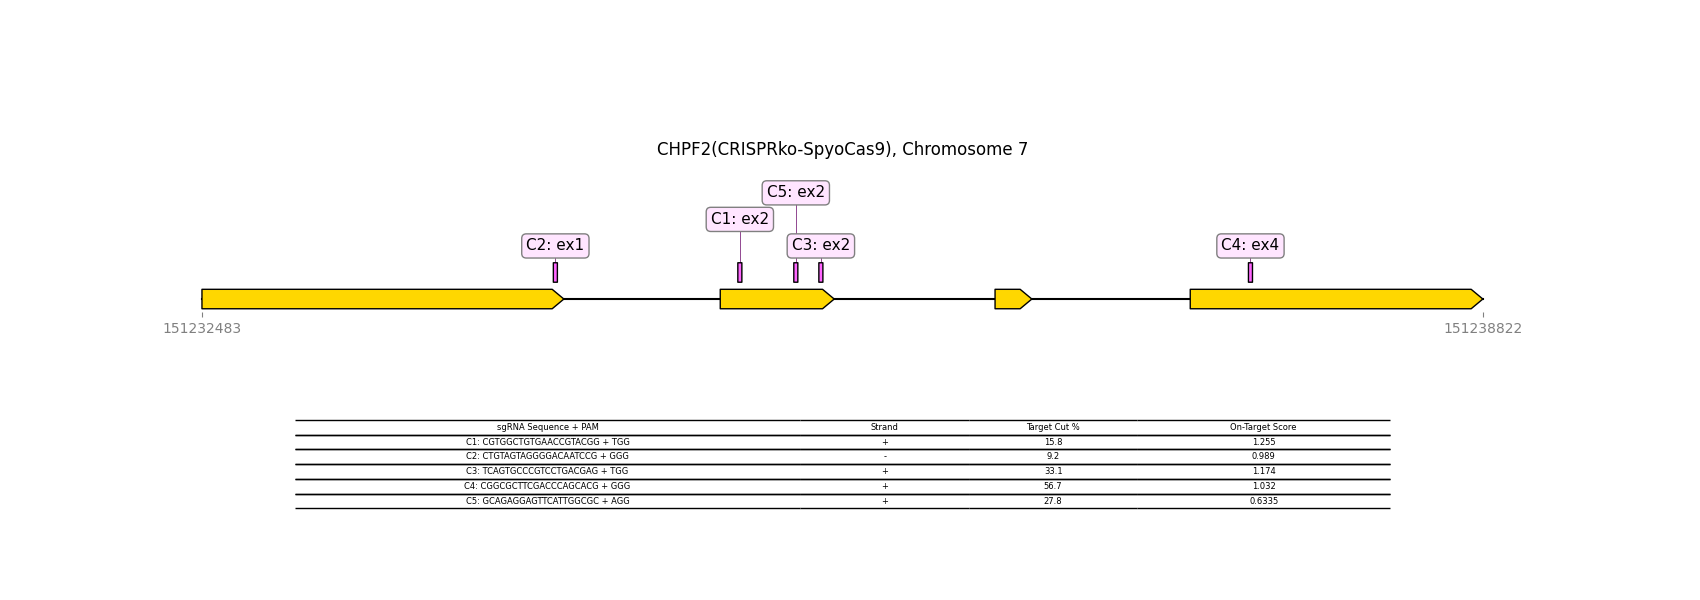 CHPF2(CRISPRko-SpyoCas9), Chromosome 7
C5: ex2
C1: ex2
C2: ex1
C3: ex2
C4: ex4
151232483
151238822
sgRNA Sequence + PAM Strand Target Cut % On-Target Score
C1: CGTGGCTGTGAACCGTACGG + TGG + 15.8 1.255
C2: CTGTAGTAGGGGACAATCCG + GGG - 9.2 0.989
C3: TCAGTGCCCGTCCTGACGAG + TGG + 33.1 1.174
C4: CGGCGCTTCGACCCAGCACG + GGG + 56.7 1.032
C5: GCAGAGGAGTTCATTGGCGC + AGG + 27.8 0.6335